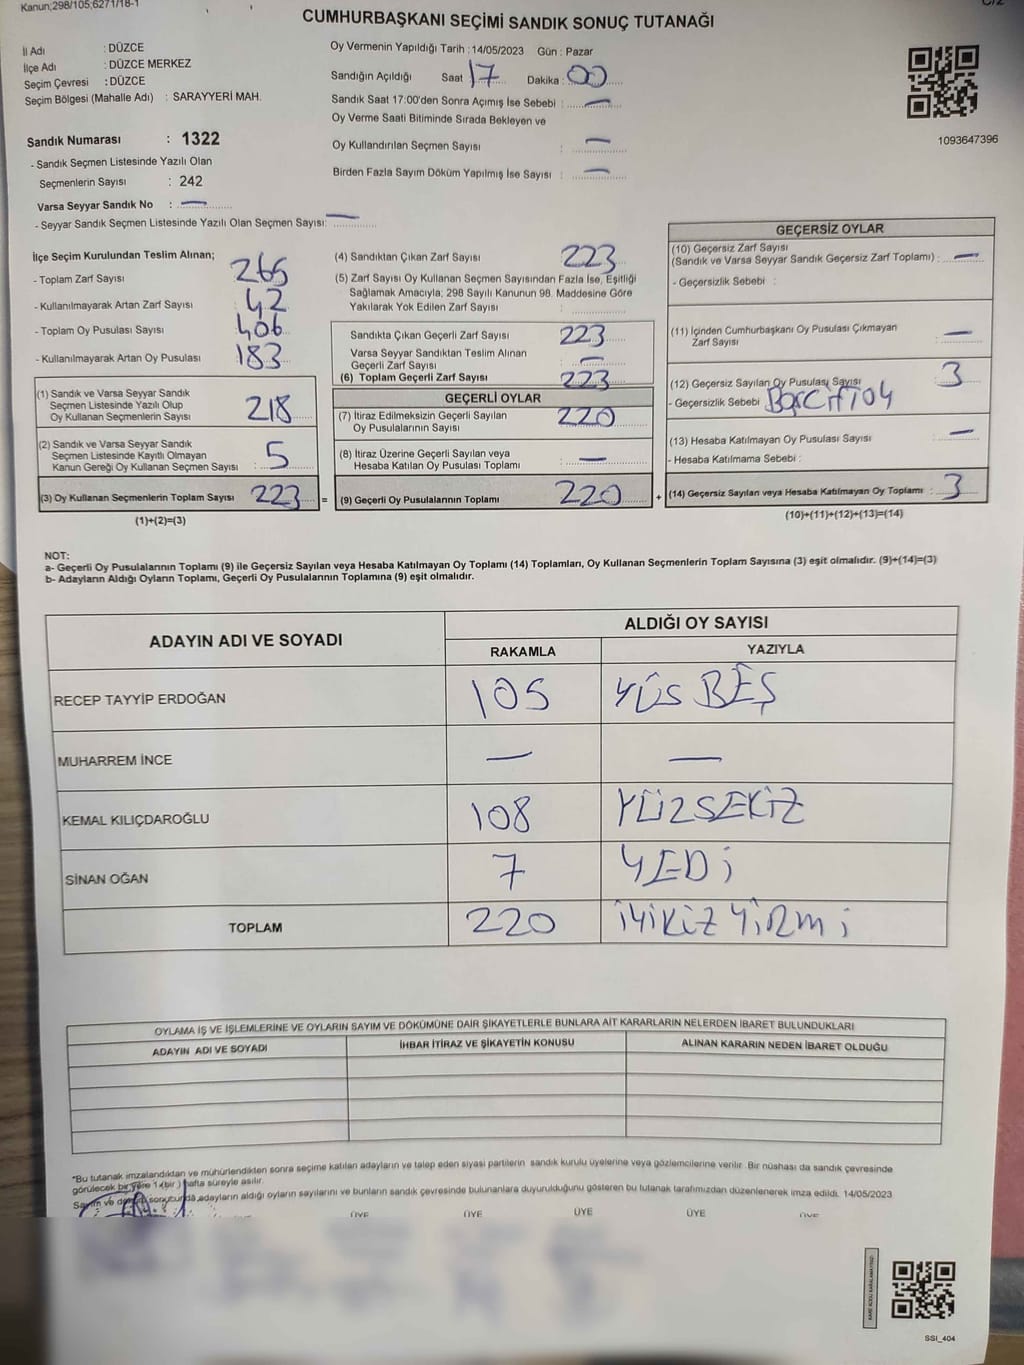 Kanun;298/105;6271/18-1
CUMHURBAŞKANI SEÇİMİ SANDIK SONUÇ TUTANAĞI
İl Adı : DÜZCE
İlçe Adı : DÜZCE MERKEZ
Seçim Çevresi : DÜZCE
Seçim Bölgesi (Mahalle Adı) : SARAYYERİ MAH.
Sandık Numarası : 1322
- Sandık Seçmen Listesinde Yazılı Olan
Seçmenlerin Sayısı : 242
Varsa Seyyar Sandık No : —
- Seyyar Sandık Seçmen Listesinde Yazılı Olan Seçmen Sayısı: —
Oy Vermenin Yapıldığı Tarih : 14/05/2023 Gün : Pazar
Sandığın Açıldığı Saat 17 Dakika : 00
Sandık Saat 17:00'den Sonra Açımış İse Sebebi : —
Oy Verme Saati Bitiminde Sırada Bekleyen ve
Oy Kullandırılan Seçmen Sayısı : —
Birden Fazla Sayım Döküm Yapılmış İse Sayısı : —
1093647396
İlçe Seçim Kurulundan Teslim Alınan;
- Toplam Zarf Sayısı 265
- Kullanılmayarak Artan Zarf Sayısı 42
- Toplam Oy Pusulası Sayısı 406
- Kullanılmayarak Artan Oy Pusulası 183
(1) Sandık ve Varsa Seyyar Sandık
Seçmen Listesinde Yazılı Olup
Oy Kullanan Seçmenlerin Sayısı 218
(2) Sandık ve Varsa Seyyar Sandık
Seçmen Listesinde Kayıtlı Olmayan
Kanun Gereği Oy Kullanan Seçmen Sayısı : 5
(3) Oy Kullanan Seçmenlerin Toplam Sayısı 223 =
(1)+(2)=(3)
(4) Sandıktan Çıkan Zarf Sayısı 223
(5) Zarf Sayısı Oy Kullanan Seçmen Sayısından Fazla İse, Eşitliği
Sağlamak Amacıyla; 298 Sayılı Kanunun 98. Maddesine Göre
Yakılarak Yok Edilen Zarf Sayısı :
Sandıkta Çıkan Geçerli Zarf Sayısı 223
Varsa Seyyar Sandıktan Teslim Alınan
Geçerli Zarf Sayısı : —
(6) Toplam Geçerli Zarf Sayısı 223
GEÇERLİ OYLAR
(7) İtiraz Edilmeksizin Geçerli Sayılan
Oy Pusulalarının Sayısı 220
(8) İtiraz Üzerine Geçerli Sayılan veya
Hesaba Katılan Oy Pusulası Toplamı : —
(9) Geçerli Oy Pusulalarının Toplamı 220 +
GEÇERSİZ OYLAR
(10) Geçersiz Zarf Sayısı
(Sandık ve Varsa Seyyar Sandık Geçersiz Zarf Toplamı) : —
- Geçersizlik Sebebi :
(11) İçinden Cumhurbaşkanı Oy Pusulası Çıkmayan
Zarf Sayısı : —
(12) Geçersiz Sayılan Oy Pusulası Sayısı 3
- Geçersizlik Sebebi
(13) Hesaba Katılmayan Oy Pusulası Sayısı : —
- Hesaba Katılmama Sebebi :
(14) Geçersiz Sayılan veya Hesaba Katılmayan Oy Toplamı : 3
(10)+(11)+(12)+(13)=(14)
NOT:
a- Geçerli Oy Pusulalarının Toplamı (9) ile Geçersiz Sayılan veya Hesaba Katılmayan Oy Toplamı (14) Toplamları, Oy Kullanan Seçmenlerin Toplam Sayısına (3) eşit olmalıdır. (9)+(14)=(3)
b- Adayların Aldığı Oyların Toplamı, Geçerli Oy Pusulalarının Toplamına (9) eşit olmalıdır.
ADAYIN ADI VE SOYADI
ALDIĞI OY SAYISI
RAKAMLA YAZIYLA
RECEP TAYYİP ERDOĞAN 105 YÜS BEŞ
MUHARREM İNCE — —
KEMAL KILIÇDAROĞLU 108 YÜZSEKİZ
SİNAN OĞAN 7 YEDİ
TOPLAM 220 İYİKİZ YİRMİ
OYLAMA İŞ VE İŞLEMLERİNE VE OYLARIN SAYIM VE DÖKÜMÜNE DAİR ŞİKAYETLERLE BUNLARA AİT KARARLARIN NELERDEN İBARET BULUNDUKLARI
ADAYIN ADI VE SOYADI İHBAR İTİRAZ VE ŞİKAYETİN KONUSU ALINAN KARARIN NEDEN İBARET OLDUĞU
*Bu tutanak imzalandıktan ve mühürlendikten sonra seçime katılan adayların ve talep eden siyasi partilerin sandık kurulu üyelerine veya gözlemcilerine verilir. Bir nüshası da sandık çevresinde
görülecek bir yere 1 (bir) hafta süreyle asılır.
Sayım ve döküm sonucunda adayların aldığı oyların sayılarını ve bunların sandık çevresinde bulunanlara duyurulduğunu gösteren bu tutanak tarafımızdan düzenlenerek imza edildi. 14/05/2023
ÜYE ÜYE ÜYE ÜYE ÜYE
SSI_404